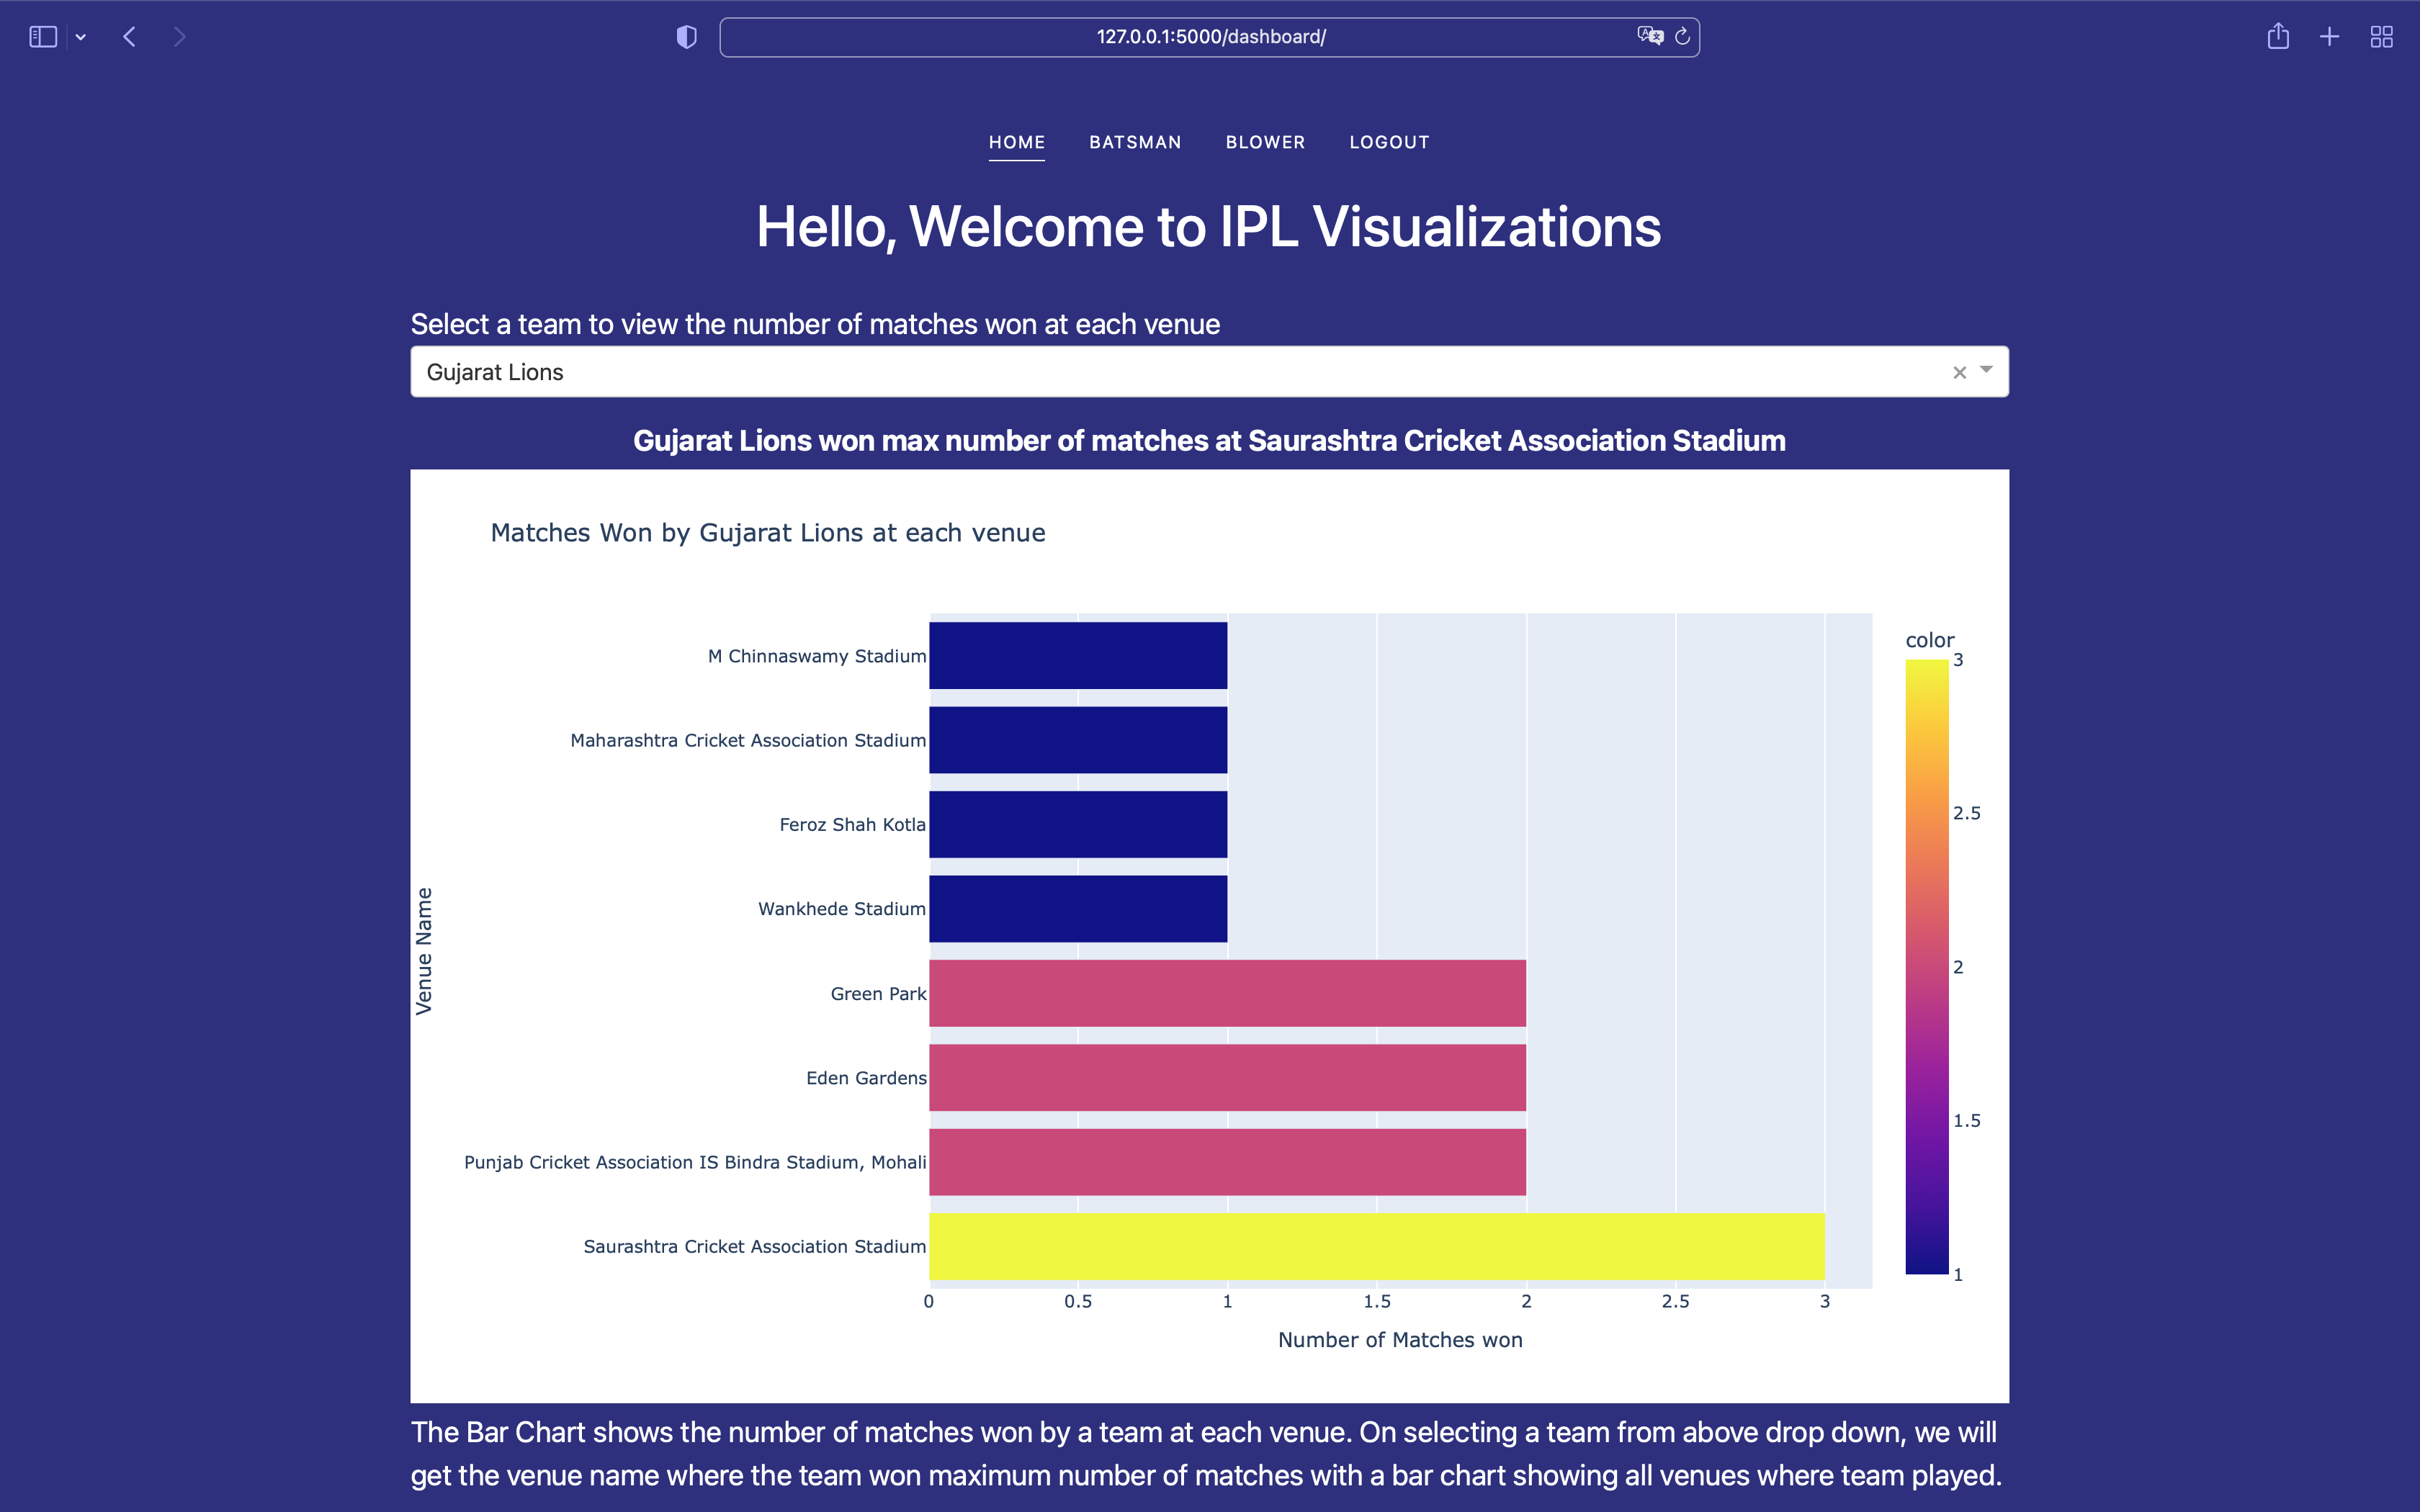 127.0.0.1:5000/dashboard/
HOME BATSMAN BLOWER LOGOUT
Hello, Welcome to IPL Visualizations
Select a team to view the number of matches won at each venue
Gujarat Lions
Gujarat Lions won max number of matches at Saurashtra Cricket Association Stadium
Matches Won by Gujarat Lions at each venue
Venue Name
M Chinnaswamy Stadium
Maharashtra Cricket Association Stadium
Feroz Shah Kotla
Wankhede Stadium
Green Park
Eden Gardens
Punjab Cricket Association IS Bindra Stadium, Mohali
Saurashtra Cricket Association Stadium
0 0.5 1 1.5 2 2.5 3
Number of Matches won
color
3
2.5
2
1.5
1
The Bar Chart shows the number of matches won by a team at each venue. On selecting a team from above drop down, we will
get the venue name where the team won maximum number of matches with a bar chart showing all venues where team played.